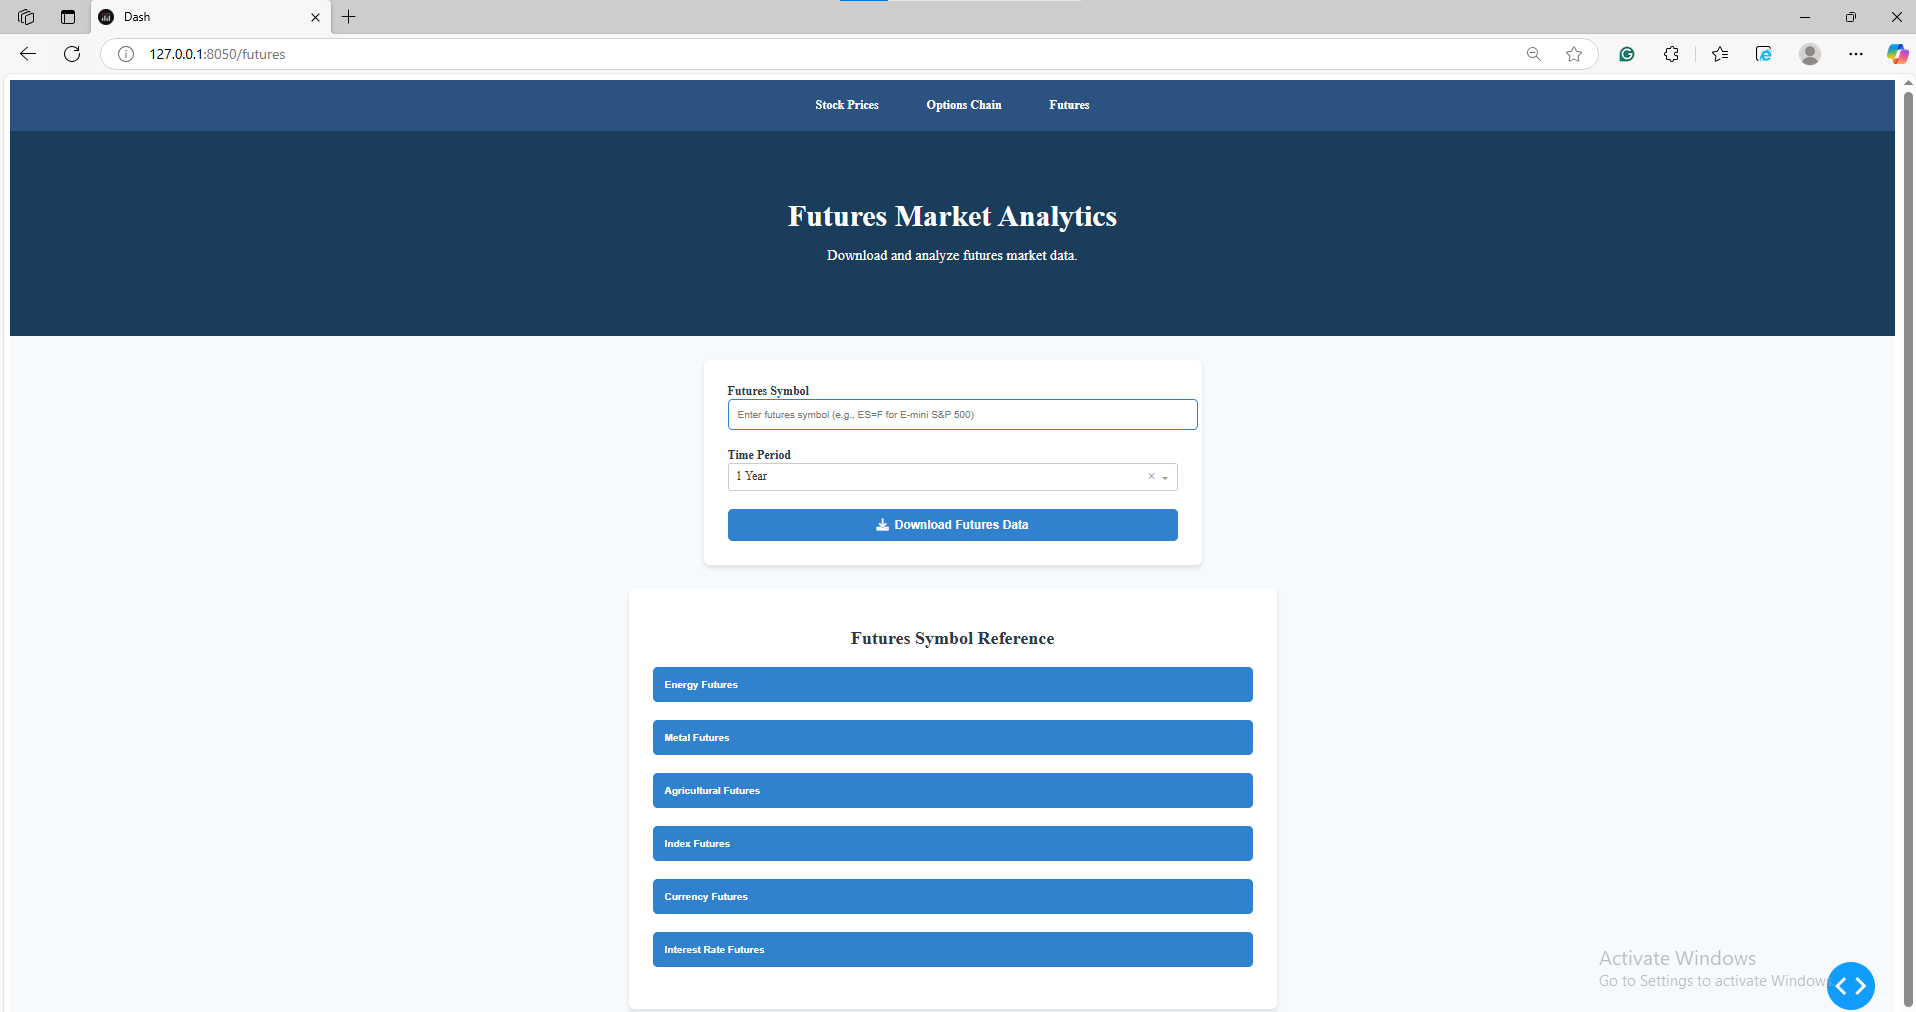 Dash
127.0.0.1:8050/futures
Stock Prices Options Chain Futures
Futures Market Analytics
Download and analyze futures market data.
Futures Symbol
Enter futures symbol (e.g., ES=F for E-mini S&P 500)
Time Period
1 Year
Download Futures Data
Futures Symbol Reference
Energy Futures
Metal Futures
Agricultural Futures
Index Futures
Currency Futures
Interest Rate Futures
Activate Windows
Go to Settings to activate Windows